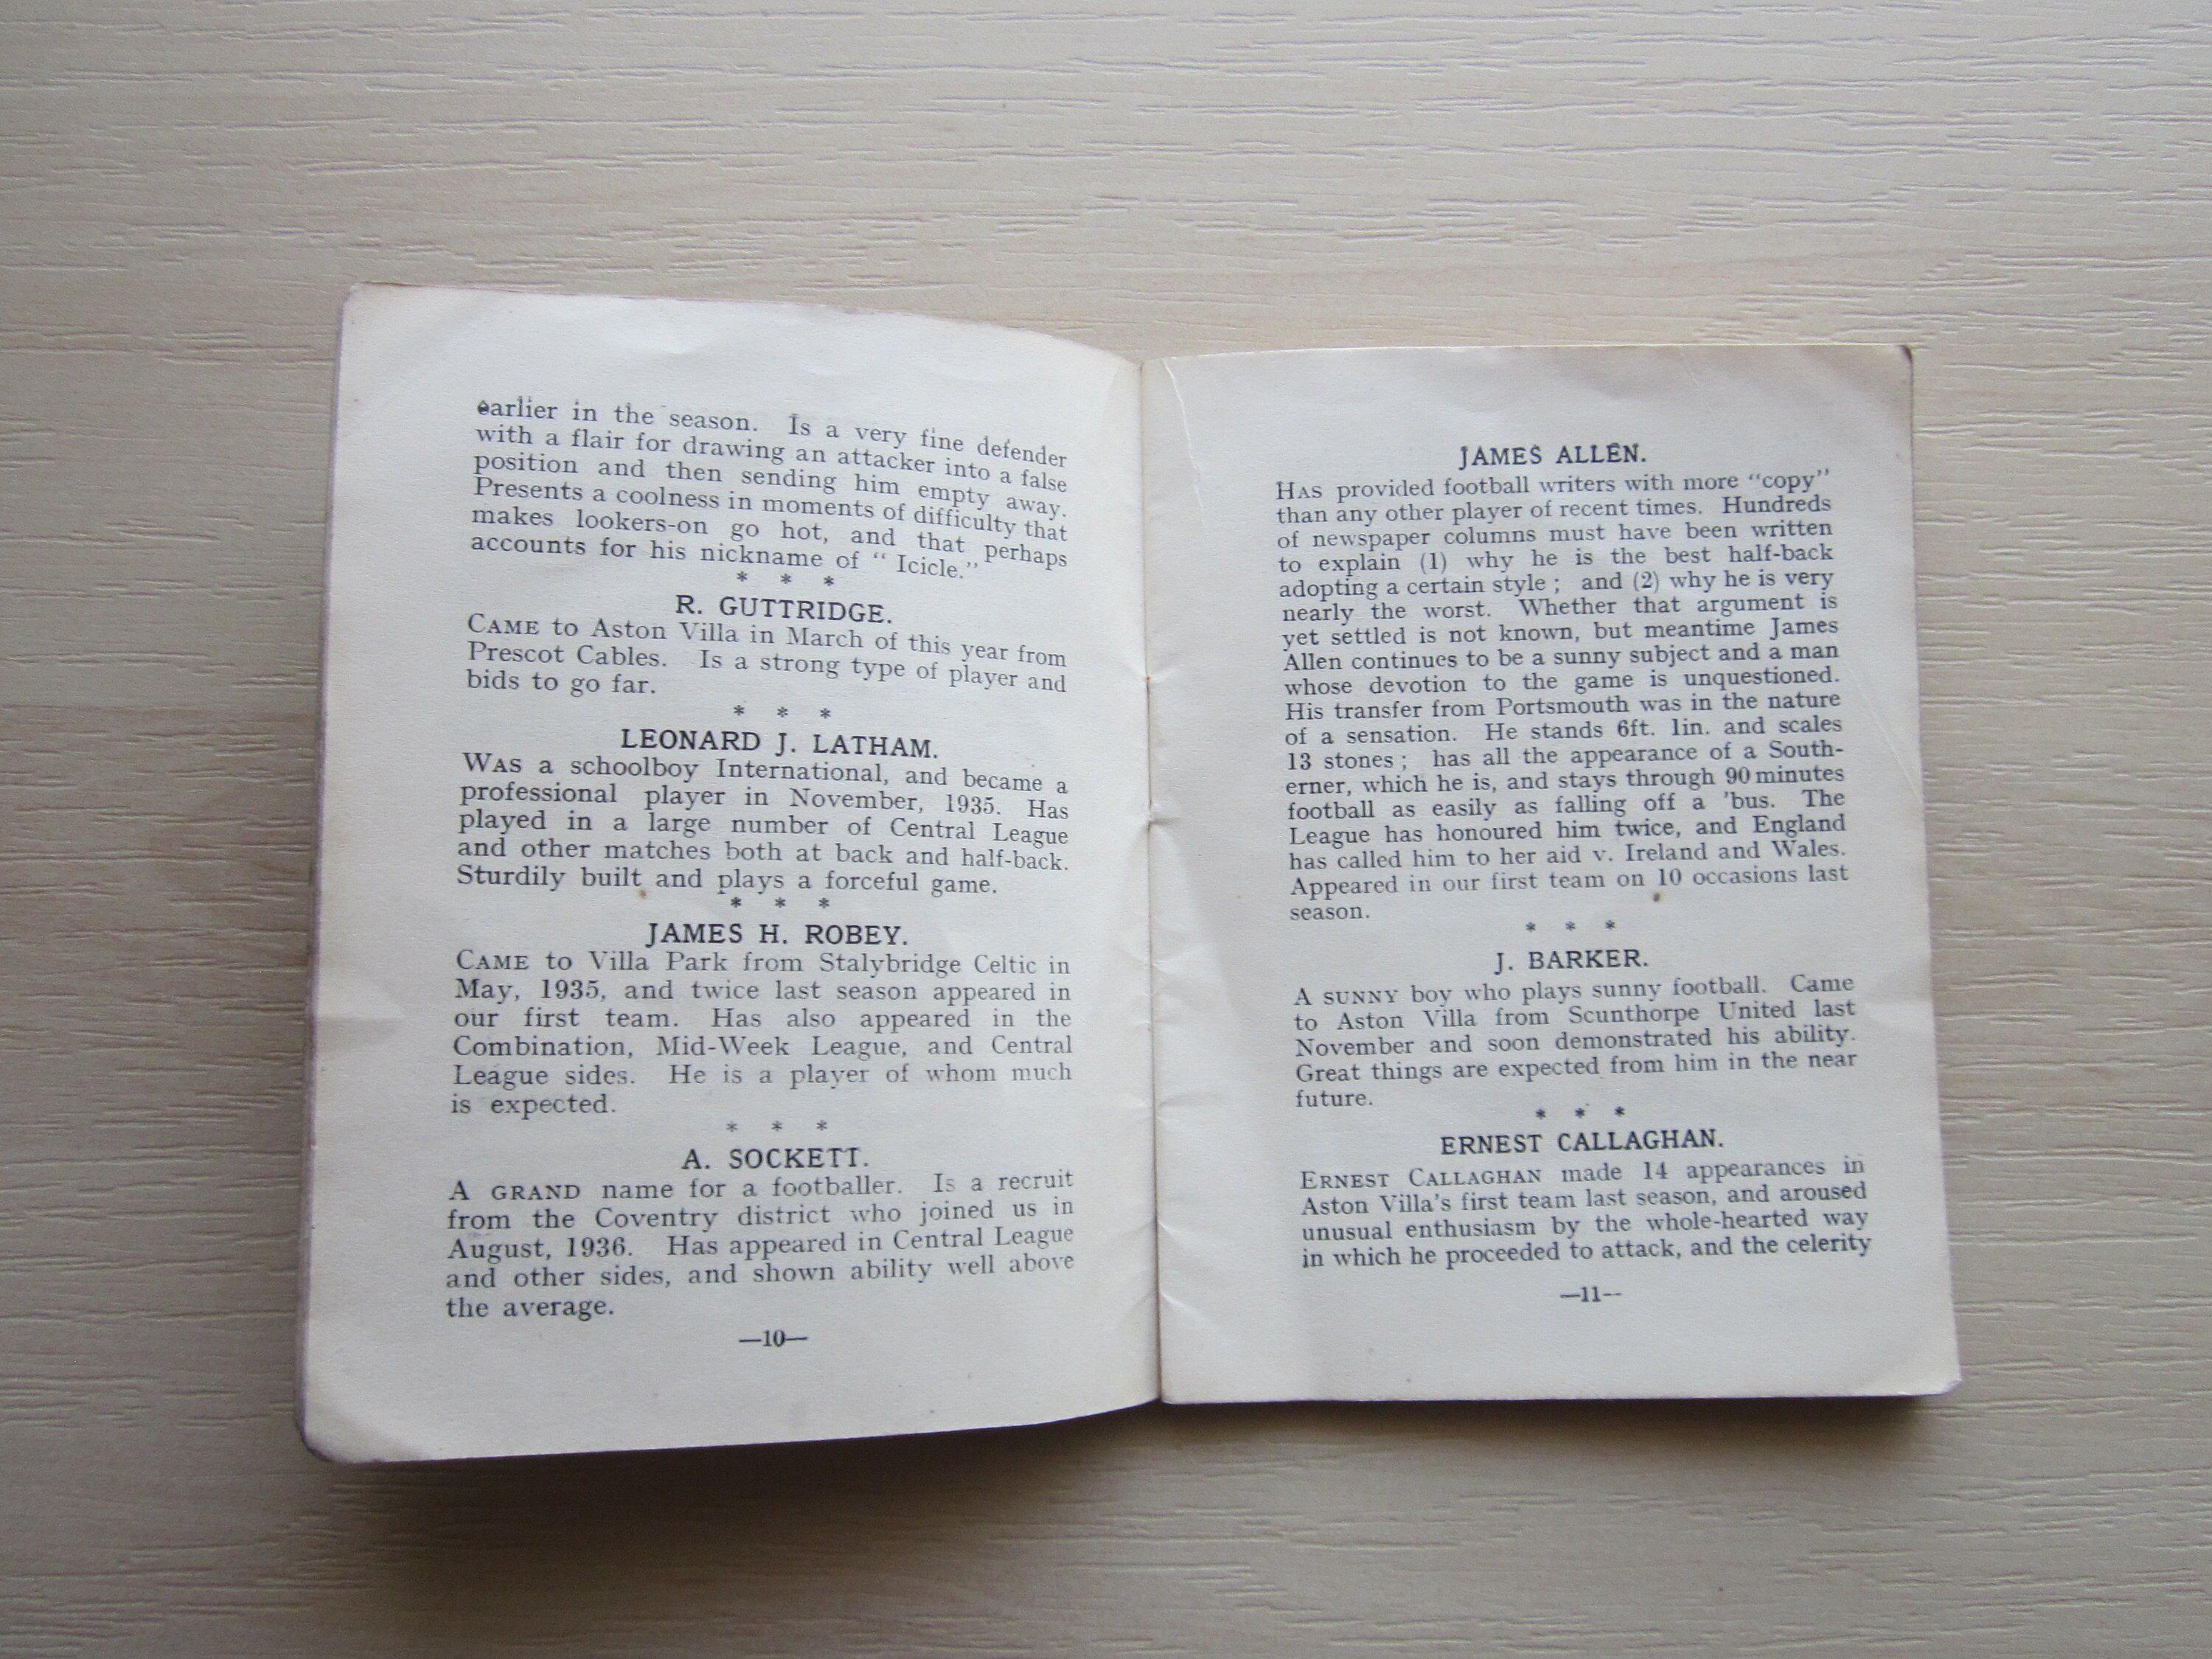 earlier in the season. Is a very fine defender
with a flair for drawing an attacker into a false
position and then sending him empty away.
Presents a coolness in moments of difficulty that
makes lookers-on go hot, and that perhaps
accounts for his nickname of “ Icicle.”
* * *
R. GUTTRIDGE.
CAME to Aston Villa in March of this year from
Prescot Cables. Is a strong type of player and
bids to go far.
* * *
LEONARD J. LATHAM.
WAS a schoolboy International, and became a
professional player in November, 1935. Has
played in a large number of Central League
and other matches both at back and half-back.
Sturdily built and plays a forceful game.
* * *
JAMES H. ROBEY.
CAME to Villa Park from Stalybridge Celtic in
May, 1935, and twice last season appeared in
our first team. Has also appeared in the
Combination, Mid-Week League, and Central
League sides. He is a player of whom much
is expected.
* * *
A. SOCKETT.
A GRAND name for a footballer. Is a recruit
from the Coventry district who joined us in
August, 1936. Has appeared in Central League
and other sides, and shown ability well above
the average.
—10—
JAMES ALLEN.
HAS provided football writers with more “copy”
than any other player of recent times. Hundreds
of newspaper columns must have been written
to explain (1) why he is the best half-back
adopting a certain style ; and (2) why he is very
nearly the worst. Whether that argument is
yet settled is not known, but meantime James
Allen continues to be a sunny subject and a man
whose devotion to the game is unquestioned.
His transfer from Portsmouth was in the nature
of a sensation. He stands 6ft. 1in. and scales
13 stones ; has all the appearance of a South-
erner, which he is, and stays through 90 minutes
football as easily as falling off a 'bus. The
League has honoured him twice, and England
has called him to her aid v. Ireland and Wales.
Appeared in our first team on 10 occasions last
season.
* * *
J. BARKER.
A SUNNY boy who plays sunny football. Came
to Aston Villa from Scunthorpe United last
November and soon demonstrated his ability.
Great things are expected from him in the near
future.
* * *
ERNEST CALLAGHAN.
ERNEST CALLAGHAN made 14 appearances in
Aston Villa's first team last season, and aroused
unusual enthusiasm by the whole-hearted way
in which he proceeded to attack, and the celerity
—11—